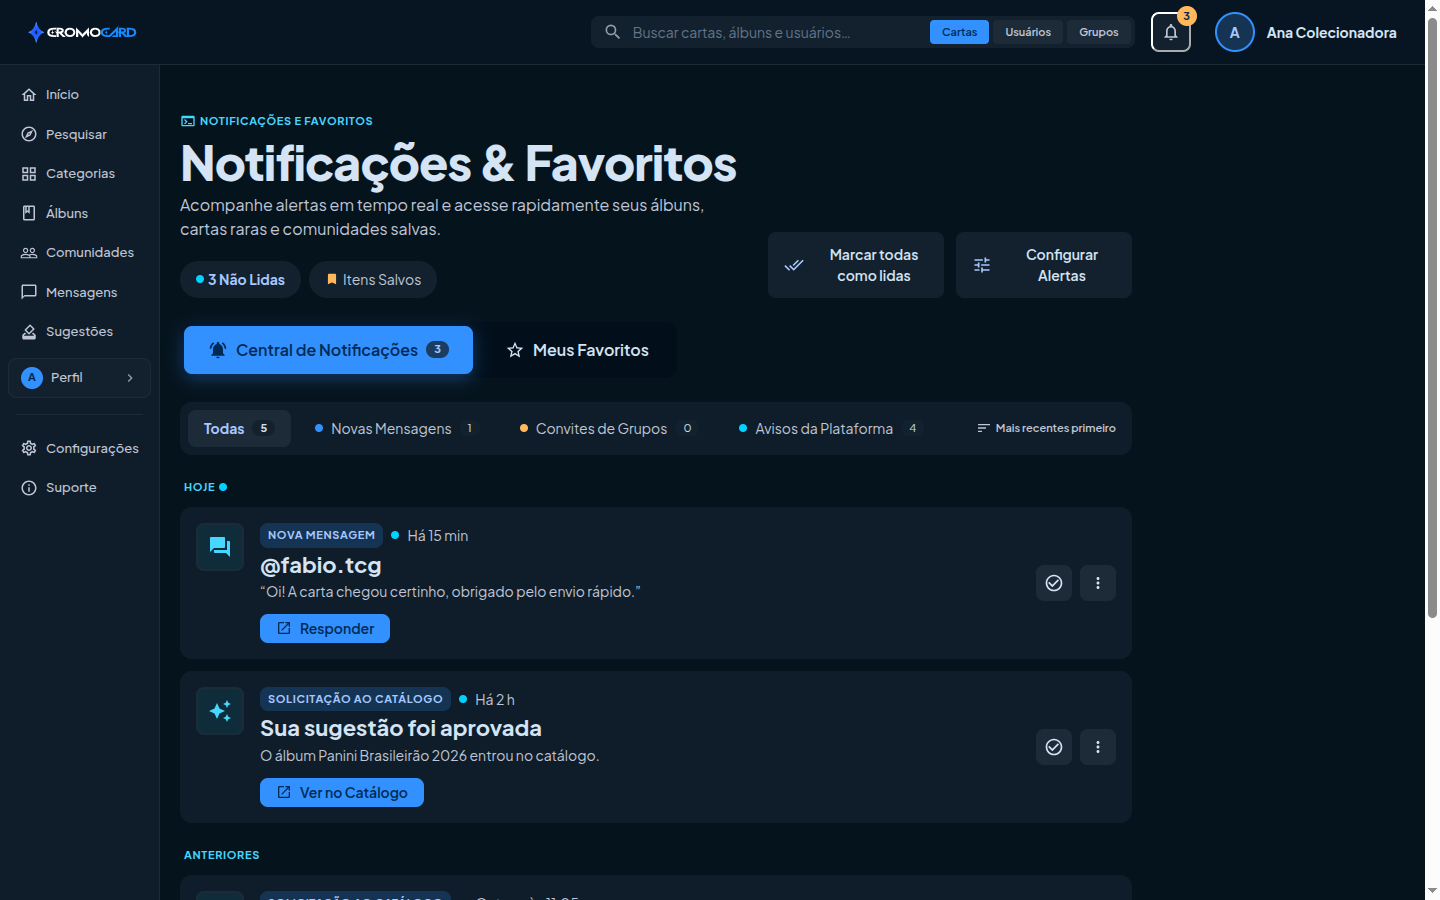 CROMOCARD
Buscar cartas, álbuns e usuários...
Cartas
Usuários
Grupos
3
A
Ana Colecionadora
Início
Pesquisar
Categorias
Álbuns
Comunidades
Mensagens
Sugestões
A
Perfil
Configurações
Suporte
NOTIFICAÇÕES E FAVORITOS
Notificações & Favoritos
Acompanhe alertas em tempo real e acesse rapidamente seus álbuns,
cartas raras e comunidades salvas.
3 Não Lidas
Itens Salvos
Marcar todas
como lidas
Configurar
Alertas
Central de Notificações 3
Meus Favoritos
Todas 5
Novas Mensagens 1
Convites de Grupos 0
Avisos da Plataforma 4
Mais recentes primeiro
HOJE
NOVA MENSAGEM
Há 15 min
@fabio.tcg
“Oi! A carta chegou certinho, obrigado pelo envio rápido.”
Responder
SOLICITAÇÃO AO CATÁLOGO
Há 2 h
Sua sugestão foi aprovada
O álbum Panini Brasileirão 2026 entrou no catálogo.
Ver no Catálogo
ANTERIORES
SOLICITAÇÃO AO CATÁLOGO